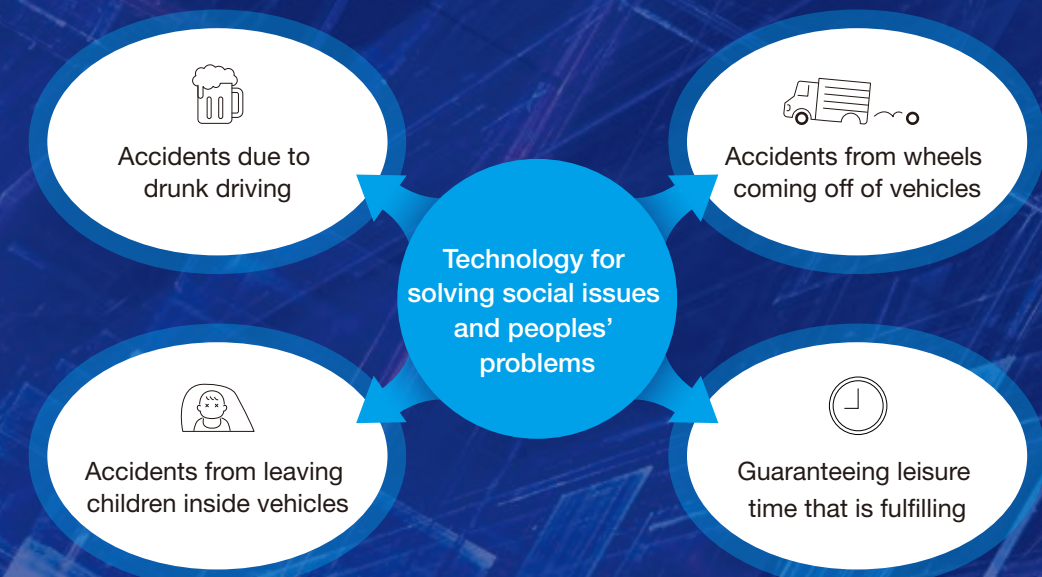 Accidents due to
drunk driving
Accidents from wheels
coming off of vehicles
Technology for
solving social issues
and peoples’
problems
Accidents from leaving
children inside vehicles
Guaranteeing leisure
time that is fulfilling